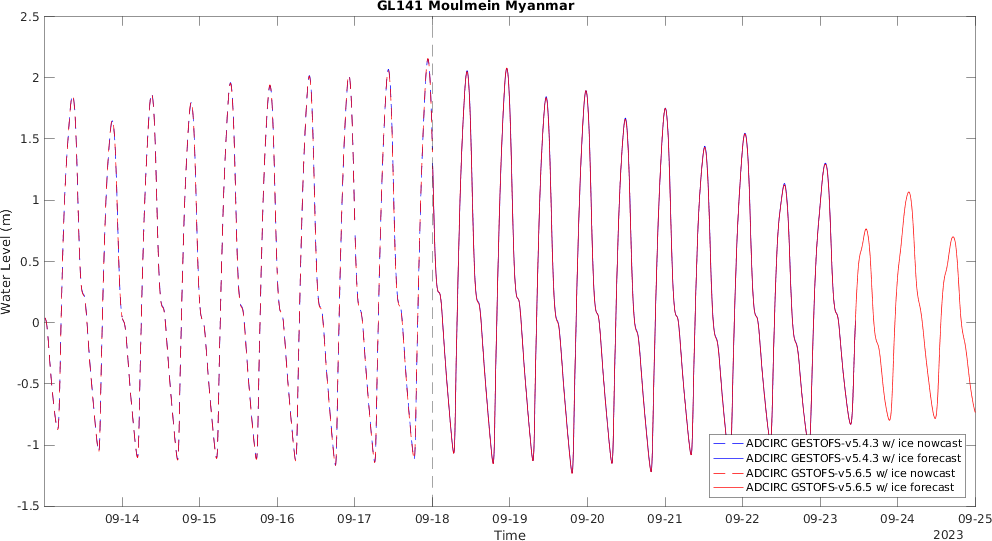 GL141 Moulmein Myanmar
2.5
2
1.5
1
0.5
0
-0.5
-1
-1.5
Water Level (m)
ADCIRC GESTOFS-v5.4.3 w/ ice nowcast
ADCIRC GESTOFS-v5.4.3 w/ ice forecast
ADCIRC GSTOFS-v5.6.5 w/ ice nowcast
ADCIRC GSTOFS-v5.6.5 w/ ice forecast
09-14 09-15 09-16 09-17 09-18 09-19 09-20 09-21 09-22 09-23 09-24 09-25
Time
2023